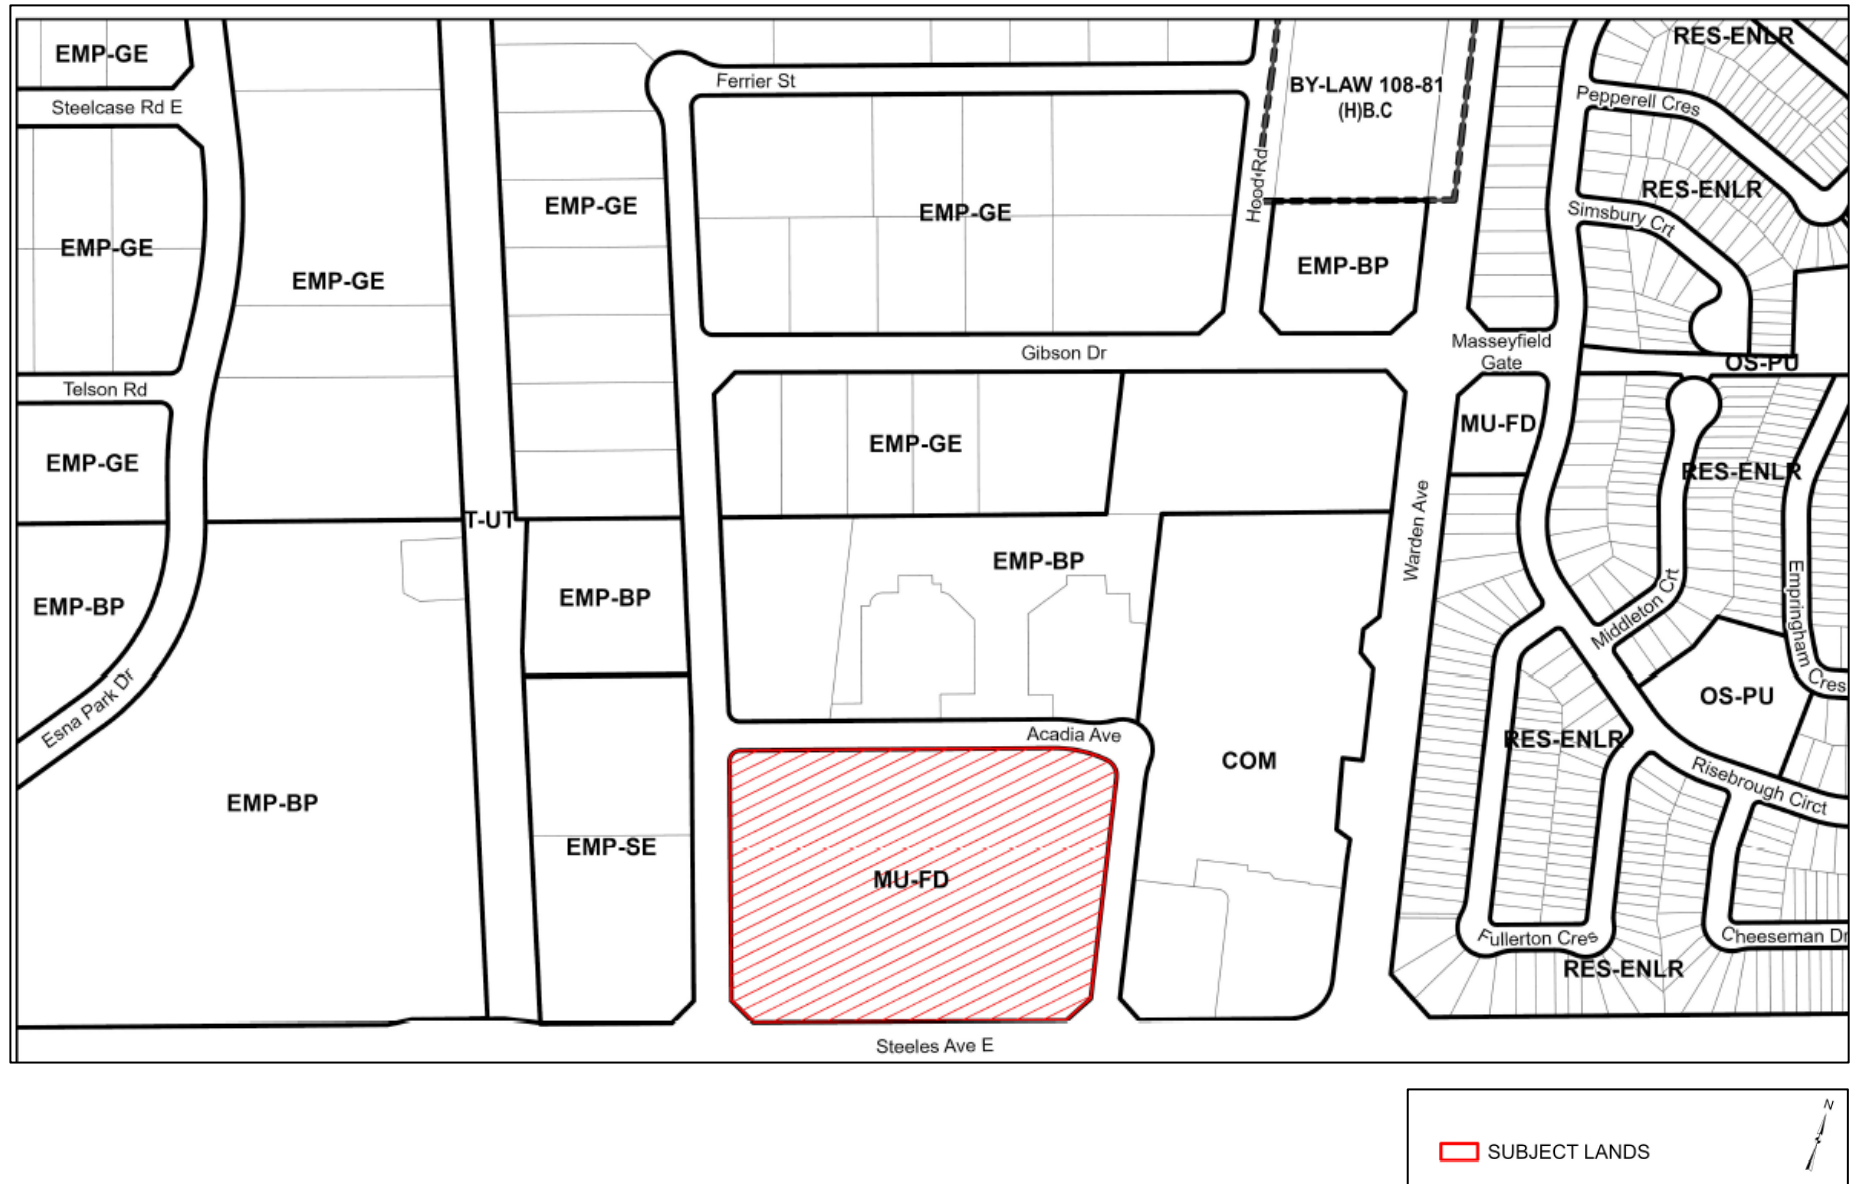 RES-ENLR
EMP-GE
Ferrier St
BY-LAW 108-81
(H)B.C
Steelcase Rd E
Pepperell Cres
Hood Rd
RES-ENLR
EMP-GE
EMP-GE
Simsbury Crt
EMP-GE
EMP-GE
EMP-BP
Gibson Dr
Masseyfield
Gate
OS-PU
Telson Rd
MU-FD
EMP-GE
EMP-GE
RES-ENLR
T-UT
Warden Ave
EMP-BP
EMP-BP
EMP-BP
Middleton Crt
Empringham Cres
Esna Park Dr
OS-PU
Acadia Ave
RES-ENLR
COM
Risebrough Circt
EMP-BP
EMP-SE
MU-FD
Fullerton Cres
Cheeseman Dr
RES-ENLR
Steeles Ave E
N
SUBJECT LANDS